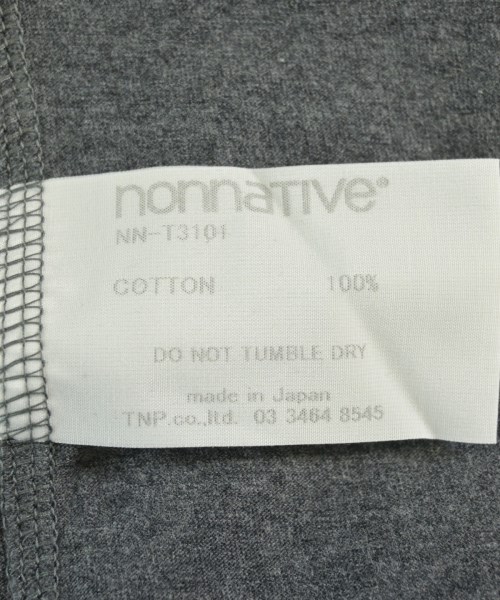 nonnative®
NN-T3101
COTTON 100%
DO NOT TUMBLE DRY
made in Japan
TNP.co.,ltd. 03 3464 8545